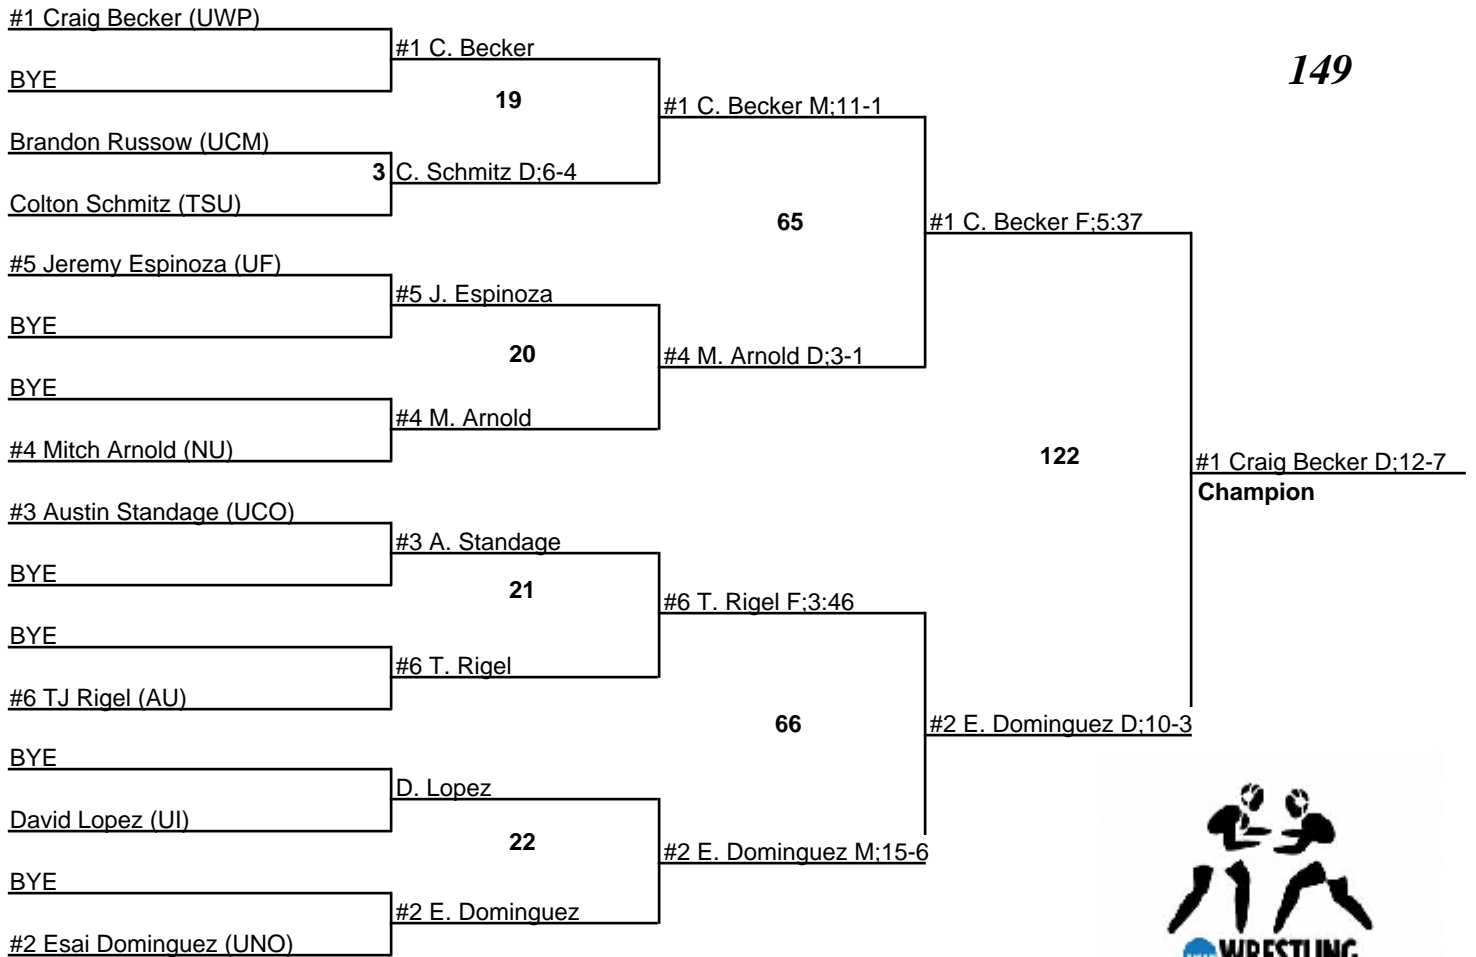 #1 Craig Becker (UWP)
#1 C. Becker
149
BYE
19
#1 C. Becker M;11-1
Brandon Russow (UCM)
3 C. Schmitz D;6-4
Colton Schmitz (TSU)
65
#1 C. Becker F;5:37
#5 Jeremy Espinoza (UF)
#5 J. Espinoza
BYE
20
#4 M. Arnold D;3-1
BYE
#4 M. Arnold
#4 Mitch Arnold (NU)
122
#1 Craig Becker D;12-7
Champion
#3 Austin Standage (UCO)
#3 A. Standage
BYE
21
#6 T. Rigel F;3:46
BYE
#6 T. Rigel
#6 TJ Rigel (AU)
66
#2 E. Dominguez D;10-3
BYE
D. Lopez
David Lopez (UI)
22
#2 E. Dominguez M;15-6
BYE
#2 E. Dominguez
#2 Esai Dominguez (UNO)
WRESTLING